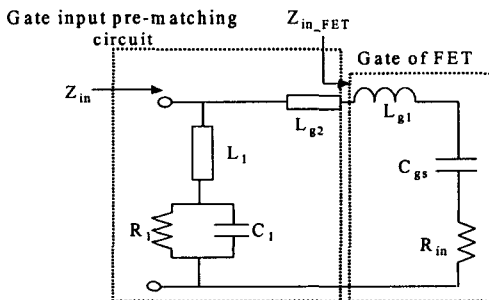 Gate input pre-matching
circuit
Z_in_FET
Gate of FET
Z_in
L_g2
L_g1
L_1
C_gs
R_1
C_1
R_in